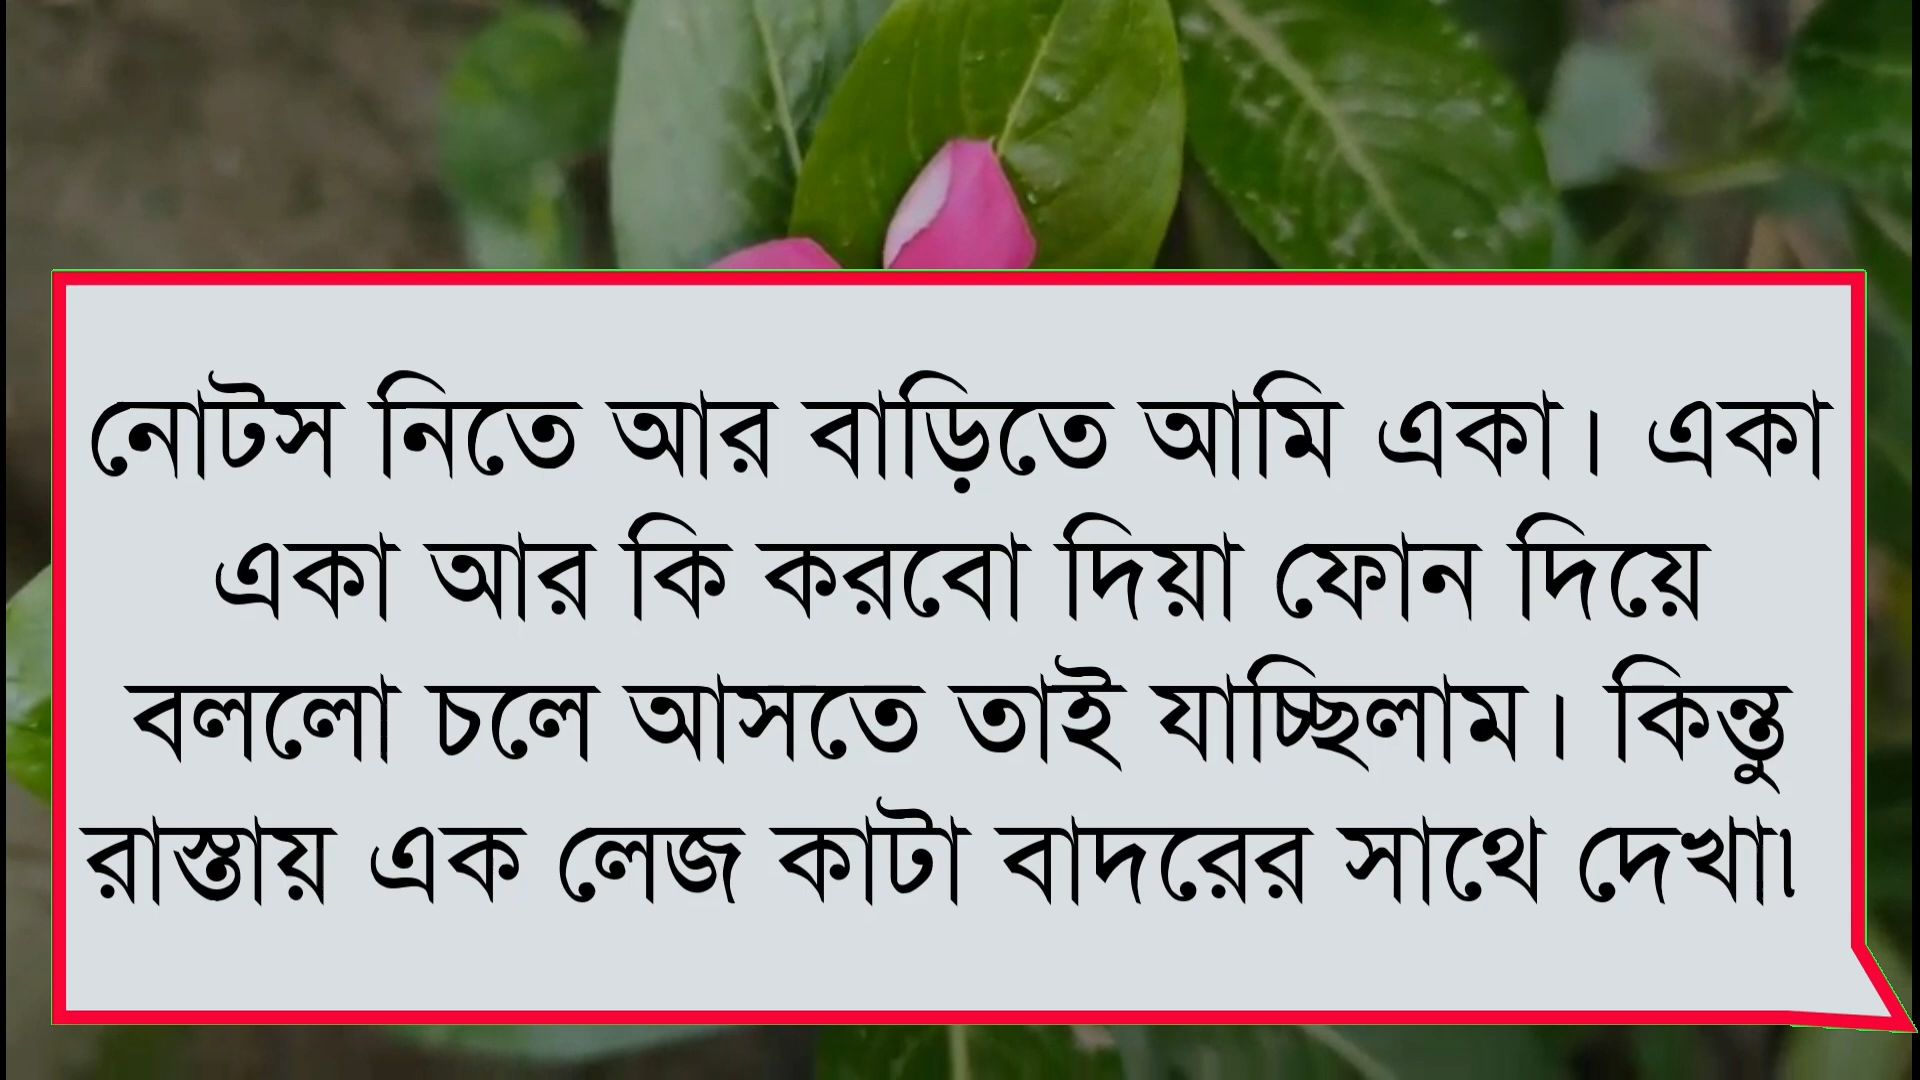 নোটস নিতে আর বাড়িতে আমি একা। একা
একা আর কি করবো দিয়া ফোন দিয়ে
বললো চলে আসতে তাই যাচ্ছিলাম। কিন্তু
রাস্তায় এক লেজ কাটা বাদরের সাথে দেখা৷